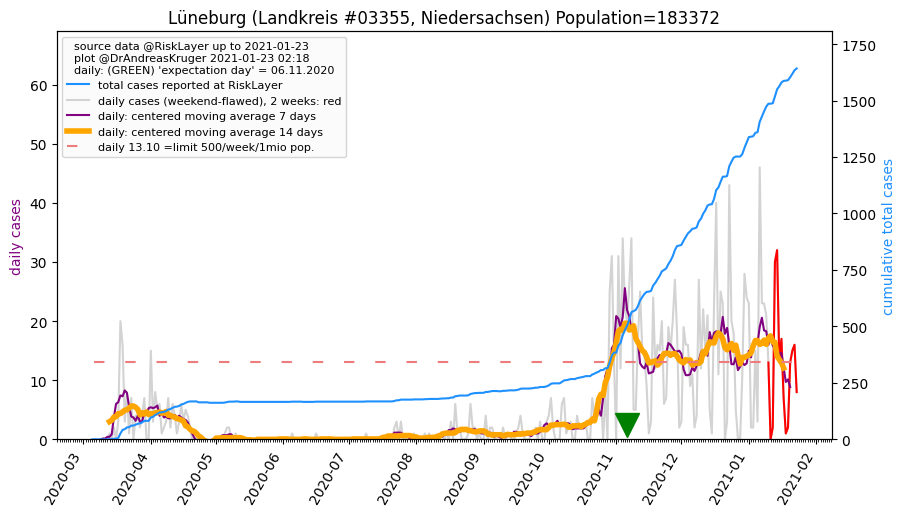 Lüneburg (Landkreis #03355, Niedersachsen) Population=183372
source data @RiskLayer up to 2021-01-23
plot @DrAndreasKruger 2021-01-23 02:18
daily: (GREEN) 'expectation day' = 06.11.2020
total cases reported at RiskLayer
daily cases (weekend-flawed), 2 weeks: red
daily: centered moving average 7 days
daily: centered moving average 14 days
daily 13.10 =limit 500/week/1mio pop.
daily cases
60
50
40
30
20
10
0
cumulative total cases
1750
1500
1250
1000
750
500
250
0
2020-03
2020-04
2020-05
2020-06
2020-07
2020-08
2020-09
2020-10
2020-11
2020-12
2021-01
2021-02